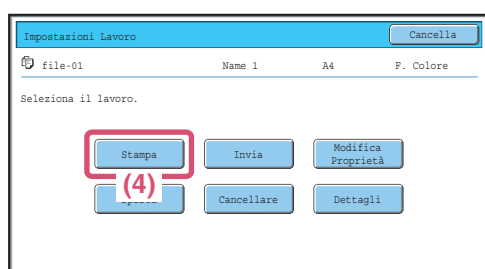 Impostazioni Lavoro Cancella
file-01 Name 1 A4 F. Colore
Seleziona il lavoro.
Stampa Invia Modifica Proprietà
(4)
Cancellare Dettagli